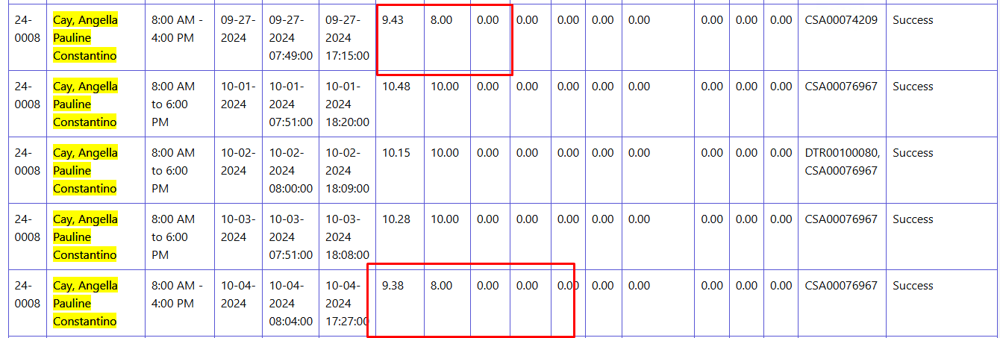 24- Cay, Angella 8:00 AM - 09-27- 09-27- 09-27- 9.43 8.00 0.00 0.00 0.00 0.00 0.00 0.00 0.00 0.00 CSA00074209 Success
0008 Pauline 4:00 PM 2024 2024 2024
Constantino 07:49:00 17:15:00
24- Cay, Angella 8:00 AM 10-01- 10-01- 10-01- 10.48 10.00 0.00 0.00 0.00 0.00 0.00 0.00 0.00 0.00 CSA00076967 Success
0008 Pauline to 6:00 2024 2024 2024
Constantino PM 07:51:00 18:20:00
24- Cay, Angella 8:00 AM 10-02- 10-02- 10-02- 10.15 10.00 0.00 0.00 0.00 0.00 0.00 0.00 0.00 0.00 DTR00100080, Success
0008 Pauline to 6:00 2024 2024 2024 CSA00076967
Constantino PM 08:00:00 18:09:00
24- Cay, Angella 8:00 AM 10-03- 10-03- 10-03- 10.28 10.00 0.00 0.00 0.00 0.00 0.00 0.00 0.00 0.00 CSA00076967 Success
0008 Pauline to 6:00 2024 2024 2024
Constantino PM 07:51:00 18:08:00
24- Cay, Angella 8:00 AM - 10-04- 10-04- 10-04- 9.38 8.00 0.00 0.00 0.00 0.00 0.00 0.00 0.00 0.00 CSA00076967 Success
0008 Pauline 4:00 PM 2024 2024 2024
Constantino 08:04:00 17:27:00